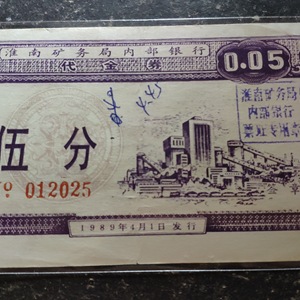 淮南矿务局内部银行
代金券 0.05
淮南矿务局
内部银行
伍分
No 012025
1989年4月1日发行